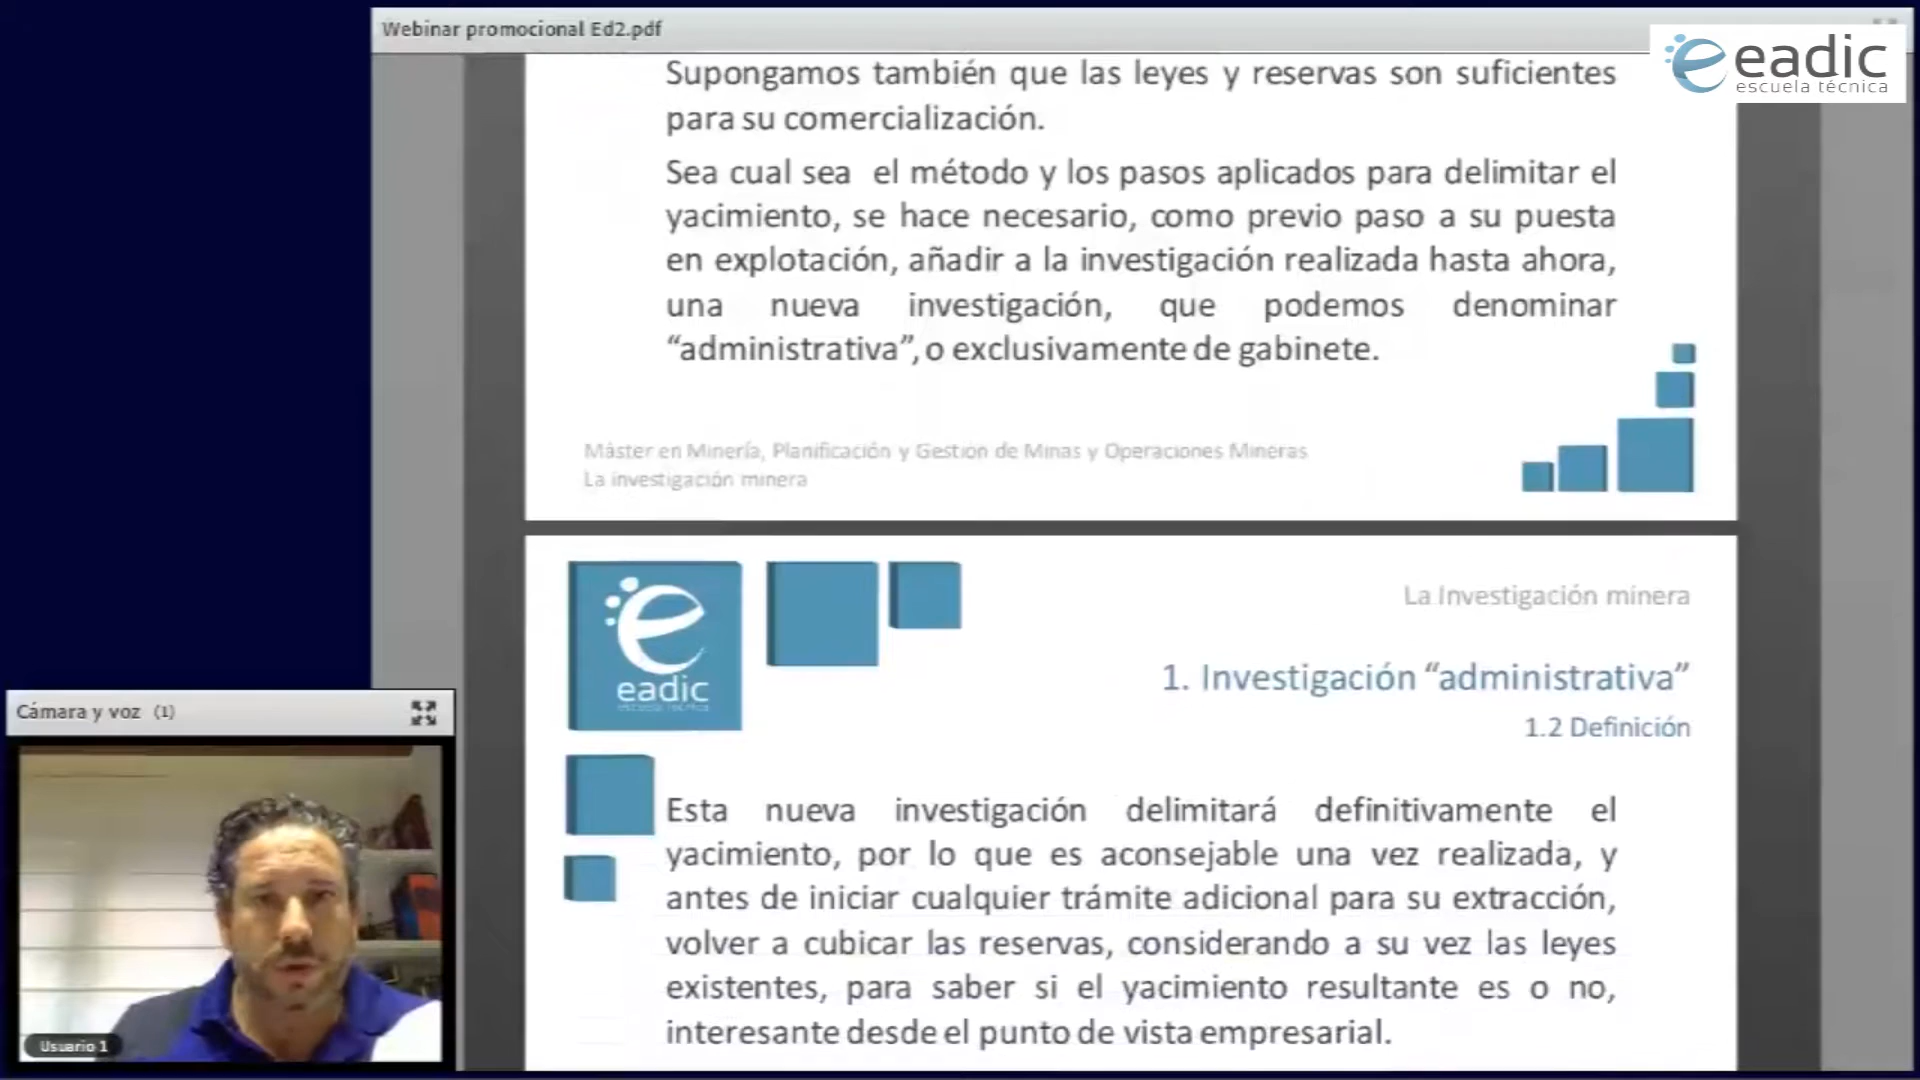 Webinar promocional Ed2.pdf
eadic
escuela técnica
Supongamos también que las leyes y reservas son suficientes
para su comercialización.
Sea cual sea el método y los pasos aplicados para delimitar el
yacimiento, se hace necesario, como previo paso a su puesta
en explotación, añadir a la investigación realizada hasta ahora,
una nueva investigación, que podemos denominar
“administrativa”, o exclusivamente de gabinete.
Máster en Minería, Planificación y Gestión de Minas y Operaciones Mineras
La investigación minera
eadic
escuela técnica
La Investigación minera
1. Investigación “administrativa”
1.2 Definición
Esta nueva investigación delimitará definitivamente el
yacimiento, por lo que es aconsejable una vez realizada, y
antes de iniciar cualquier trámite adicional para su extracción,
volver a cubicar las reservas, considerando a su vez las leyes
existentes, para saber si el yacimiento resultante es o no,
interesante desde el punto de vista empresarial.
Cámara y voz (1)
Usuario 1